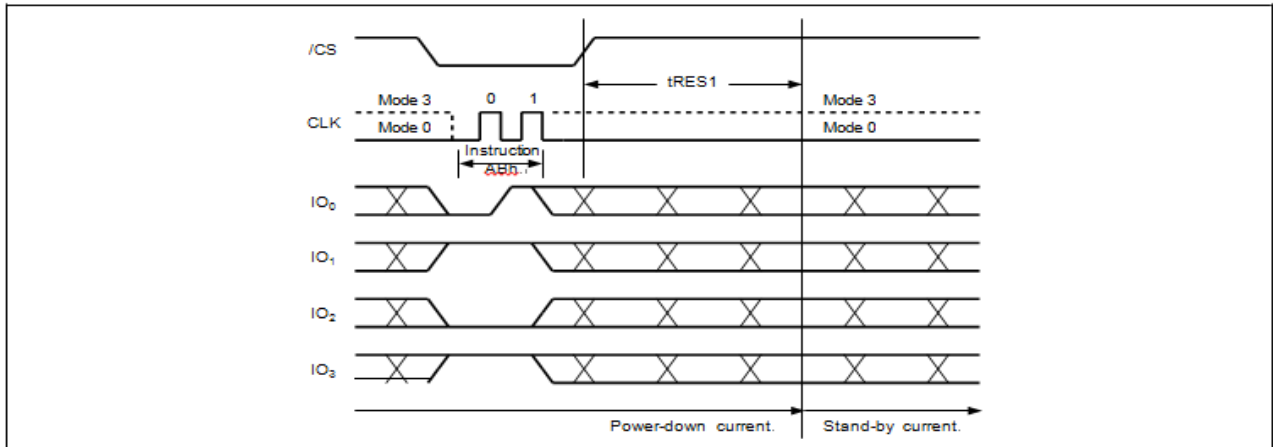 /CS
tRES1
Mode 3 0 1 Mode 3
CLK
Mode 0 Mode 0
Instruction
ABh.
IO₀
IO₁
IO₂
IO₃
Power-down current. Stand-by current.